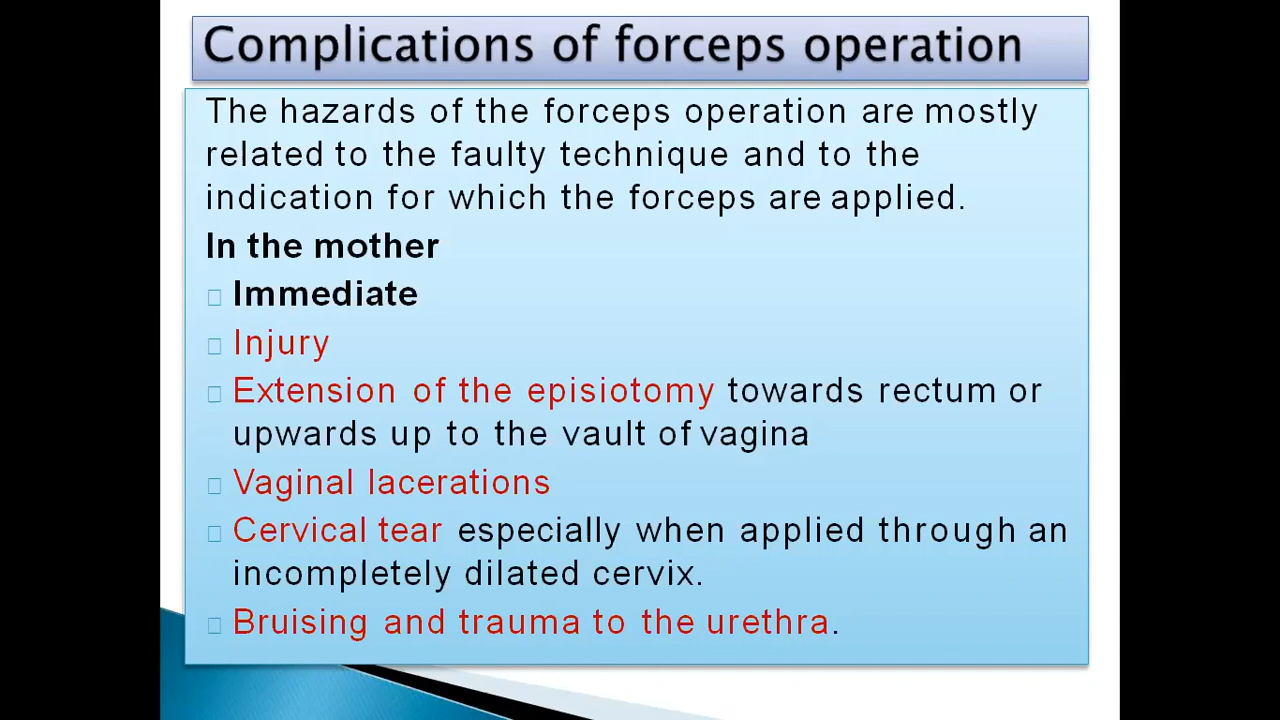 Complications of forceps operation
The hazards of the forceps operation are mostly
related to the faulty technique and to the
indication for which the forceps are applied.
In the mother
Immediate
Injury
Extension of the episiotomy towards rectum or
upwards up to the vault of vagina
Vaginal lacerations
Cervical tear especially when applied through an
incompletely dilated cervix.
Bruising and trauma to the urethra.